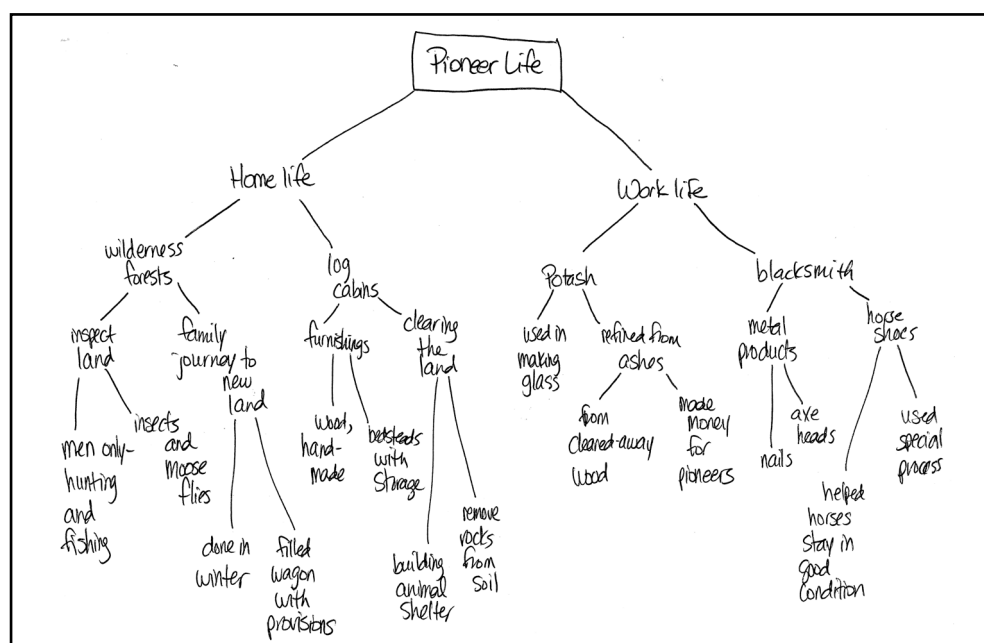 Pioneer Life
Home life
Work life
wilderness
forests
log
cabins
Potash
blacksmith
inspect
land
family
journey to
new
land
furnishings
clearing
the
land
used in
making
glass
refined from
ashes
metal
products
horse
shoes
men only-
hunting
and
fishing
insects
and
moose
flies
done in
winter
filled
wagon
with
provisions
wood,
hand-
made
bedsteads
with
storage
building
animal
shelter
remove
rocks
from
soil
from
cleared-away
wood
made
money
for
pioneers
nails
axe
heads
helped
horses
stay in
good
condition
used
special
process